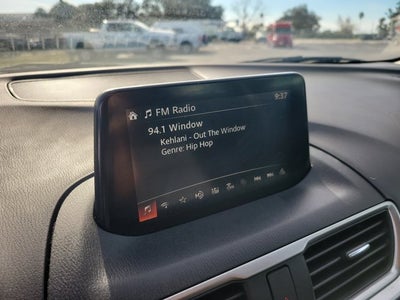 FM Radio 9:37
94.1 Window
Kehlani - Out The Window
Genre: Hip Hop